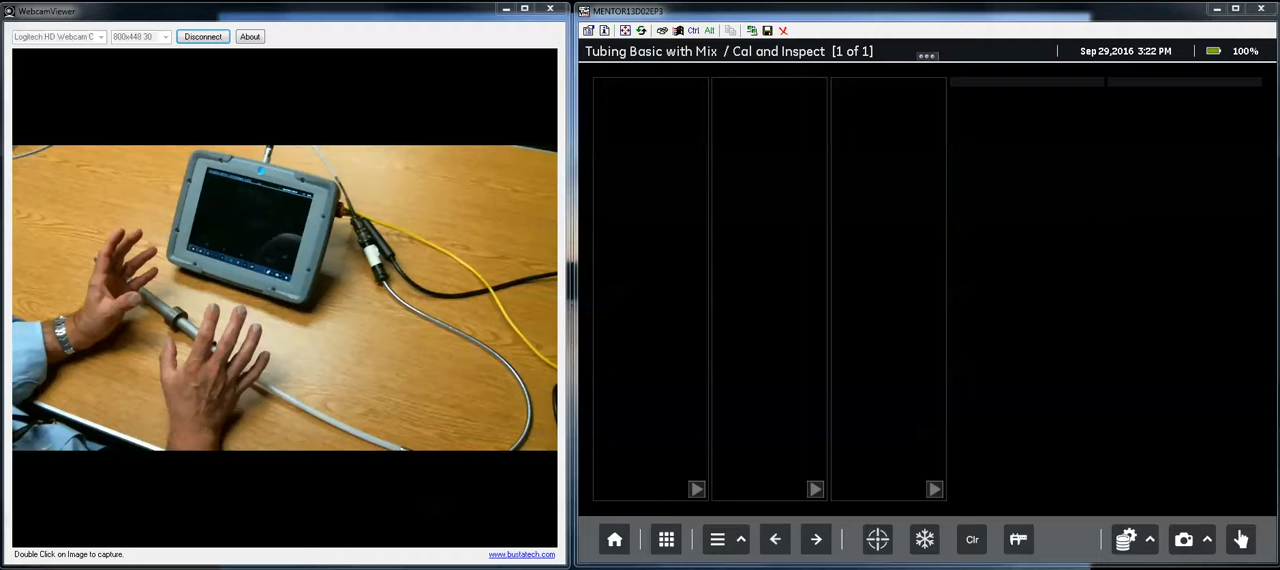 WebcamViewer
Logitech HD Webcam C
800x448 30
Disconnect
About
Double Click on Image to capture.
www.bustatech.com
MENTOR13D02EP3
Ctrl
Alt
Tubing Basic with Mix / Cal and Inspect [1 of 1]
Sep 29,2016 3:22 PM
100%
Clr